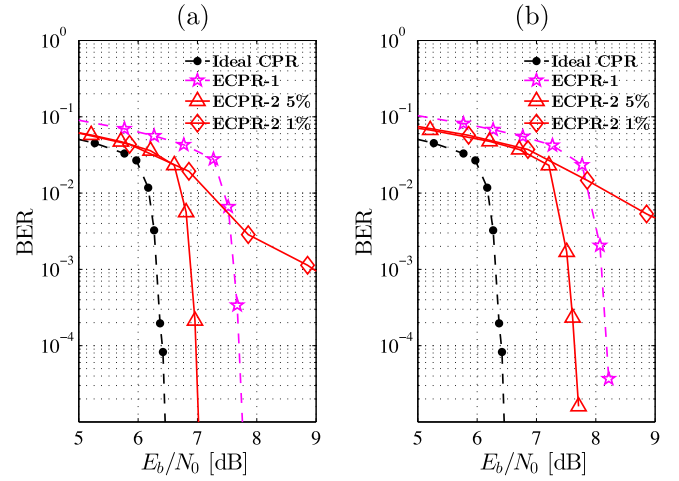 (a)
(b)
10^0
10^{-1}
10^{-2}
10^{-3}
10^{-4}
BER
5 6 7 8 9
E_b/N_0 [dB]
Ideal CPR
ECPR-1
ECPR-2 5%
ECPR-2 1%
10^0
10^{-1}
10^{-2}
10^{-3}
10^{-4}
BER
5 6 7 8 9
E_b/N_0 [dB]
Ideal CPR
ECPR-1
ECPR-2 5%
ECPR-2 1%